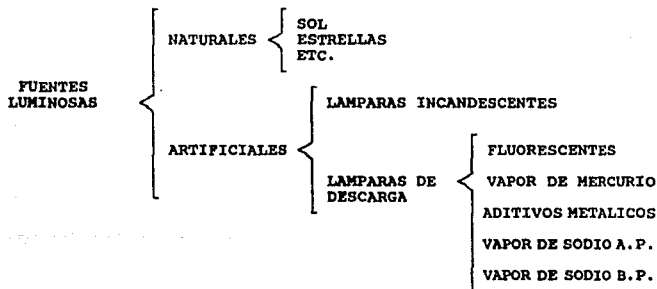 FUENTES
LUMINOSAS
NATURALES
SOL
ESTRELLAS
ETC.
ARTIFICIALES
LAMPARAS INCANDESCENTES
LAMPARAS DE
DESCARGA
FLUORESCENTES
VAPOR DE MERCURIO
ADITIVOS METALICOS
VAPOR DE SODIO A.P.
VAPOR DE SODIO B.P.